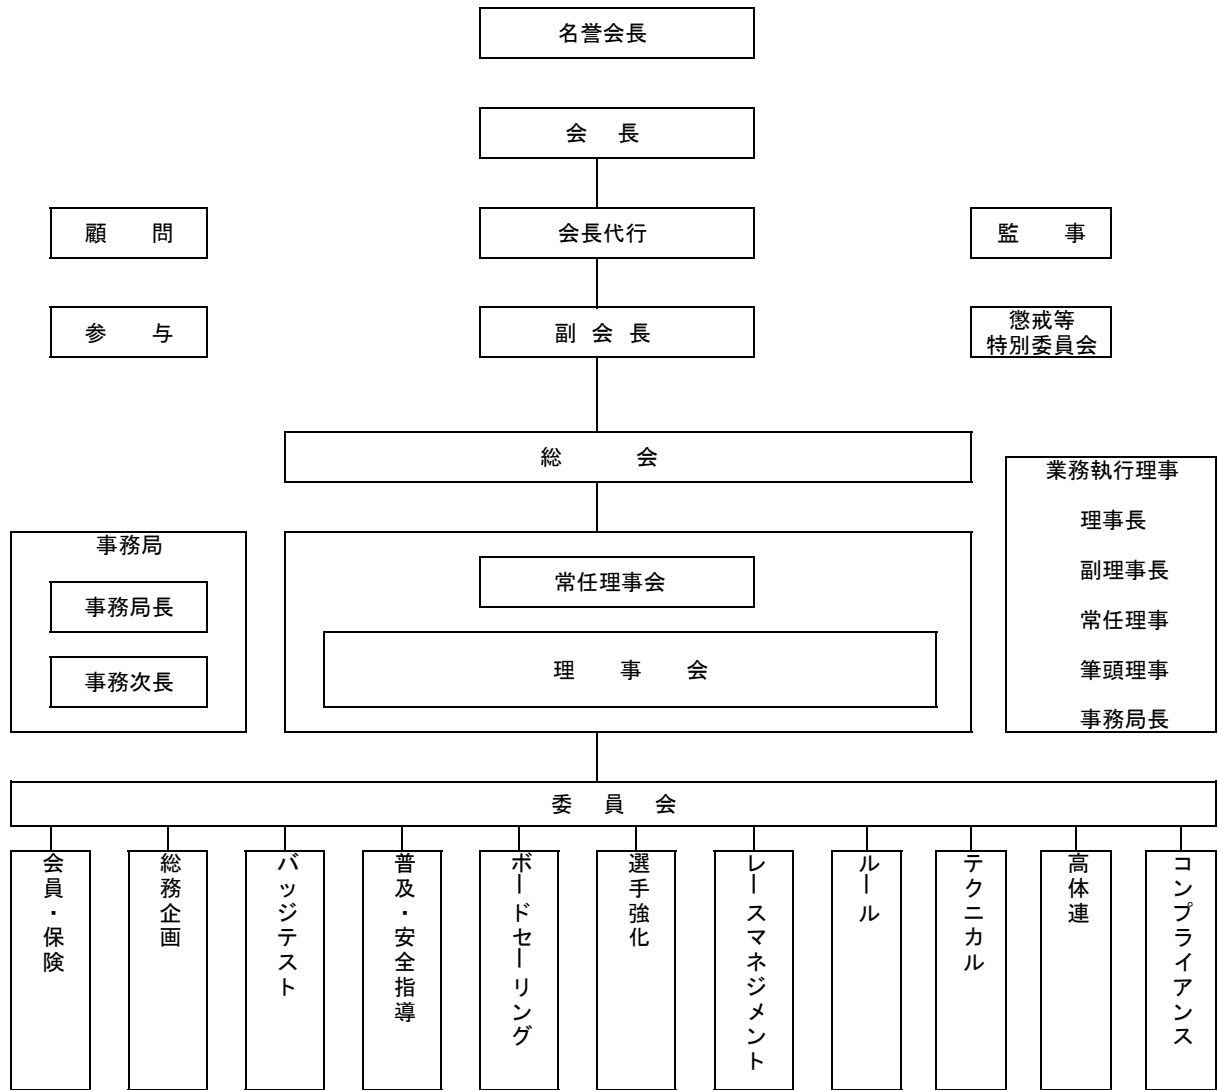 名誉会長
会 長
顧 問
会長代行
監 事
参 与
副 会 長
懲戒等
特別委員会
総 会
業務執行理事
理事長
副理事長
常任理事
筆頭理事
事務局長
事務局
事務局長
事務次長
常任理事会
理 事 会
委 員 会
会員・保険
総務企画
バッジテスト
普及・安全指導
ボードセーリング
選手強化
レースマネジメント
ルール
テクニカル
高体連
コンプライアンス